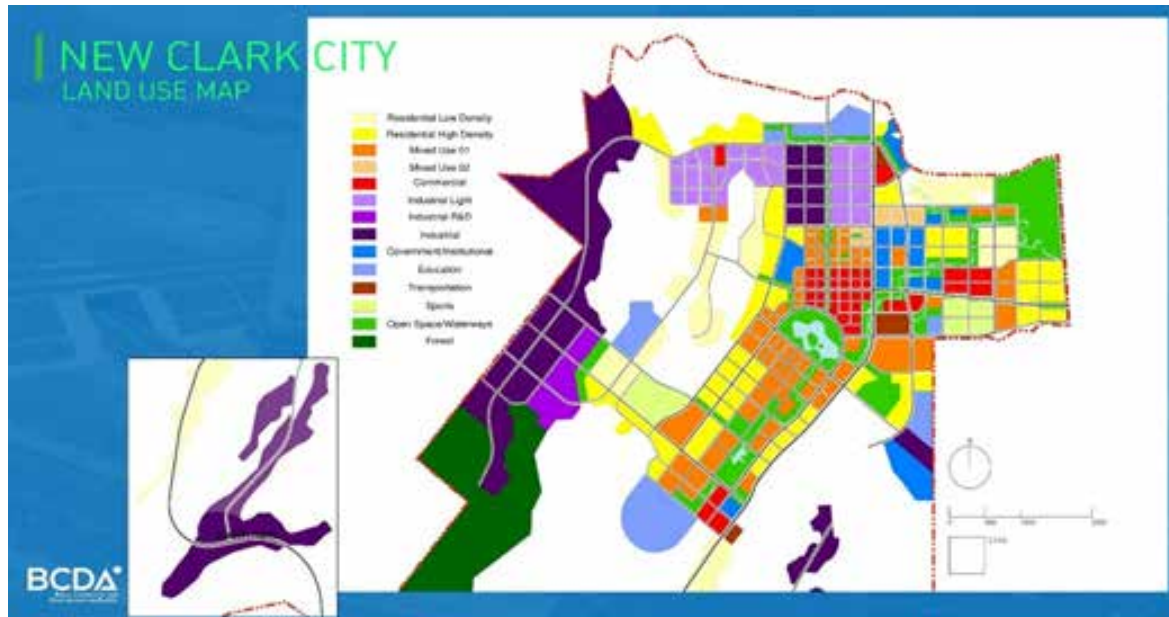 NEW CLARK CITY
LAND USE MAP
Residential Low Density
Residential High Density
Mixed Use 01
Mixed Use 02
Commercial
Industrial Light
Industrial R&D
Industrial
Government/Institutional
Education
Transportation
Sports
Open Space/Waterways
Forest
BCDA